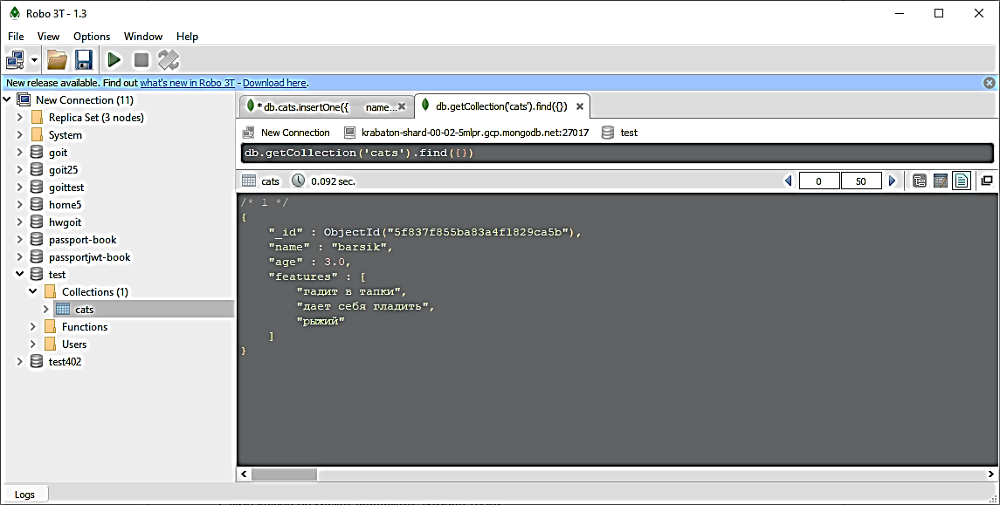 Robo 3T - 1.3
File View Options Window Help
New release available. Find out what's new in Robo 3T - Download here.
New Connection (11)
Replica Set (3 nodes)
System
goit
goit25
goittest
home5
hwgoit
passport-book
passportjwt-book
test
Collections (1)
cats
Functions
Users
test402
* db.cats.insertOne({ name... db.getCollection('cats').find({})
New Connection krabaton-shard-00-02-5mlpr.gcp.mongodb.net:27017 test
db.getCollection('cats').find({})
cats 0.092 sec. 0 50
/* 1 */
{
"_id" : ObjectId("5f837f855ba83a4f1829ca5b"),
"name" : "barsik",
"age" : 3.0,
"features" : [
"гадит в тапки",
"дает себя гладить",
"рыжий"
]
}
Logs